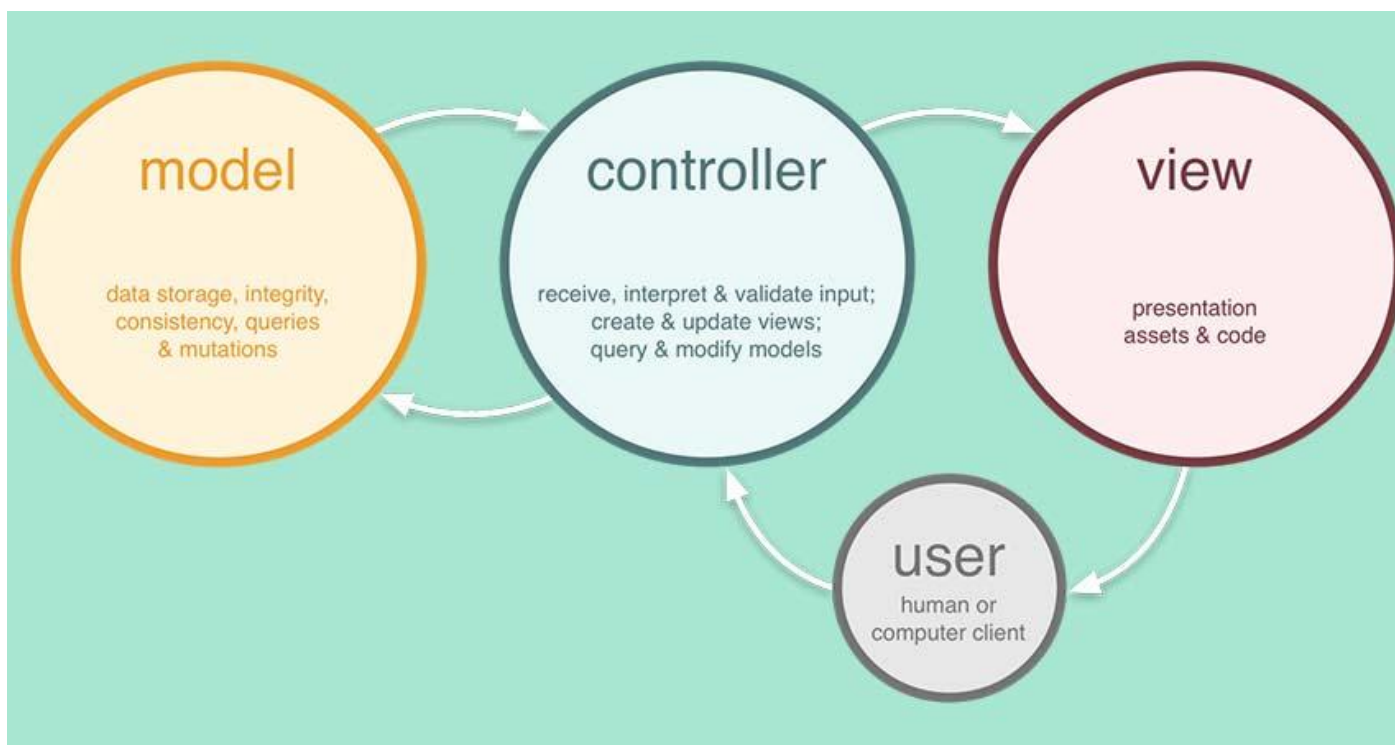 model
data storage, integrity,
consistency, queries
& mutations
controller
receive, interpret & validate input;
create & update views;
query & modify models
view
presentation
assets & code
user
human or
computer client